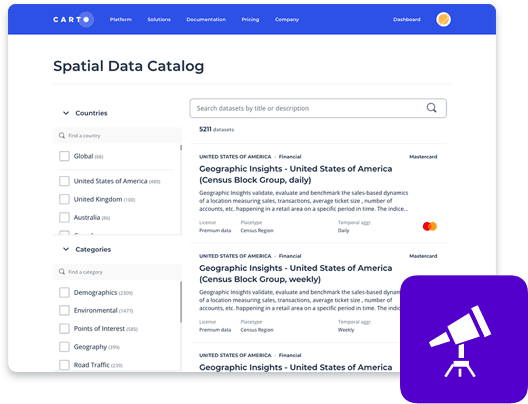 CARTO
Platform
Solutions
Documentation
Pricing
Company
Dashboard
Spatial Data Catalog
Countries
Find a country
Global (88)
United States of America (469)
United Kingdom (100)
Australia (86)
Categories
Find a category
Demographics (2309)
Environmental (1477)
Points of Interest (585)
Geography (399)
Road Traffic (239)
Search datasets by title or description
5211 datasets
UNITED STATES OF AMERICA · Financial
Mastercard
Geographic Insights - United States of America
(Census Block Group, daily)
Geographic Insights validate, evaluate and benchmark the sales-based dynamics
of a location measuring sales, transactions, average ticket size , number of
accounts, etc. happening in a retail area on a specific period in time. The indice...
License
Placetype
Temporal aggr.
Premium data
Census Region
Daily
UNITED STATES OF AMERICA · Financial
Mastercard
Geographic Insights - United States of America
(Census Block Group, weekly)
Geographic Insights validate, evaluate and benchmark the sales-based dynamics
of a location measuring sales, transactions, average ticket size , number of
accounts, etc. happening in a retail area on a specific period in time. The indic
License
Placetype
Temporal aggr.
Premium data
Census Region
Weekly
UNITED STATES OF AMERICA · Financial
Geographic Insights - United States of America